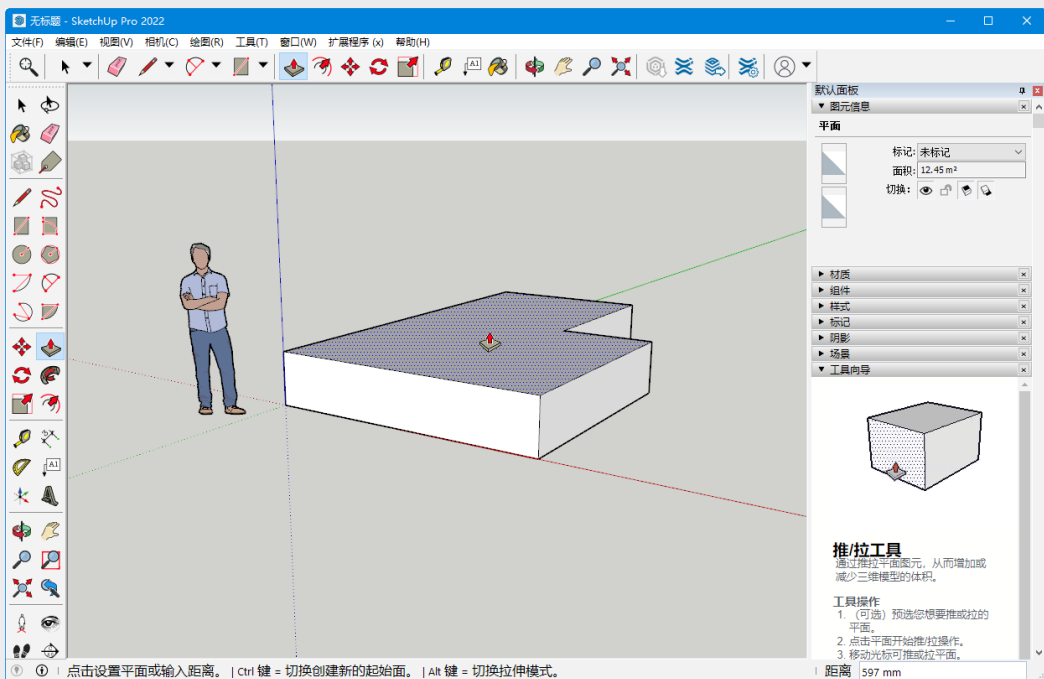 无标题 - SketchUp Pro 2022
文件(F) 编辑(E) 视图(V) 相机(C) 绘图(R) 工具(T) 窗口(W) 扩展程序 (x) 帮助(H)
A1
默认面板
图元信息
平面
标记: 未标记
面积: 12.45 m²
切换:
材质
组件
样式
标记
阴影
场景
工具向导
A1
推/拉工具
通过推拉平面图元，从而增加或
减少三维模型的体积。
工具操作
1. （可选）预选您想要推或拉的
平面。
2. 点击平面开始推/拉操作。
3. 移动光标可推或拉平面。
点击设置平面或输入距离。 | Ctrl 键 = 切换创建新的起始面。 | Alt 键 = 切换拉伸模式。
距离 597 mm